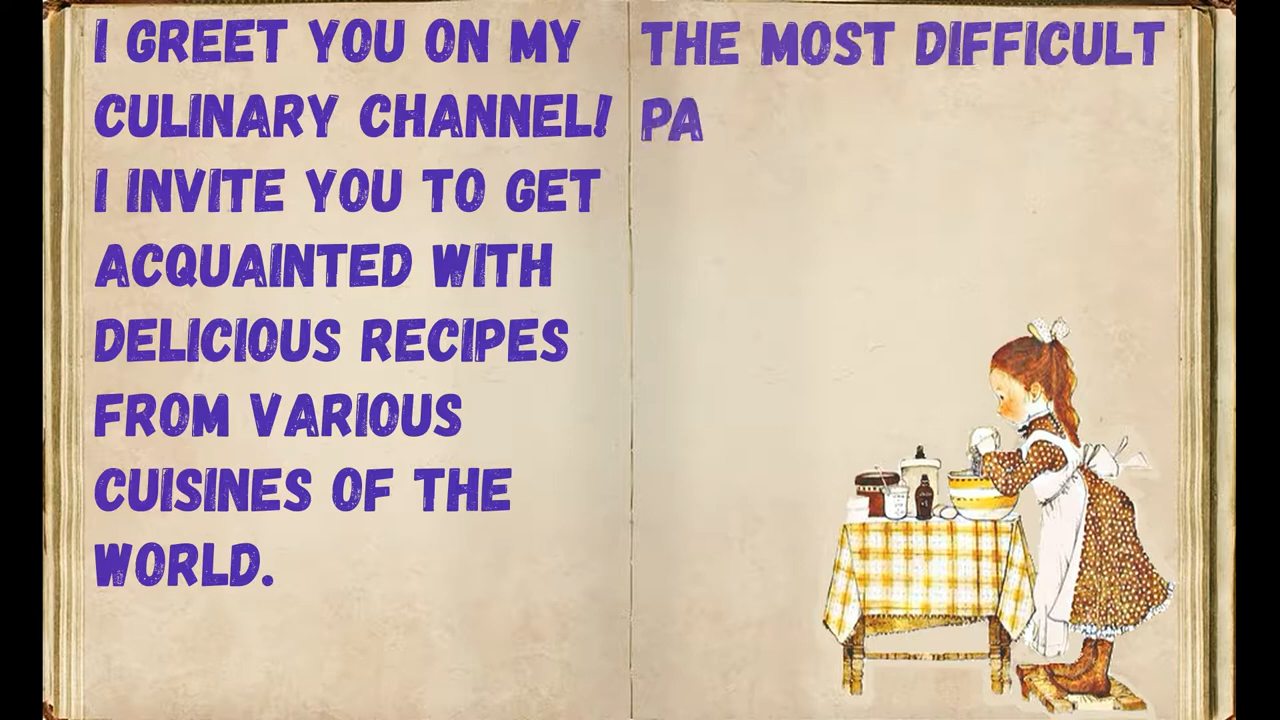 I GREET YOU ON MY
CULINARY CHANNEL!
I INVITE YOU TO GET
ACQUAINTED WITH
DELICIOUS RECIPES
FROM VARIOUS
CUISINES OF THE
WORLD.
THE MOST DIFFICULT
PA